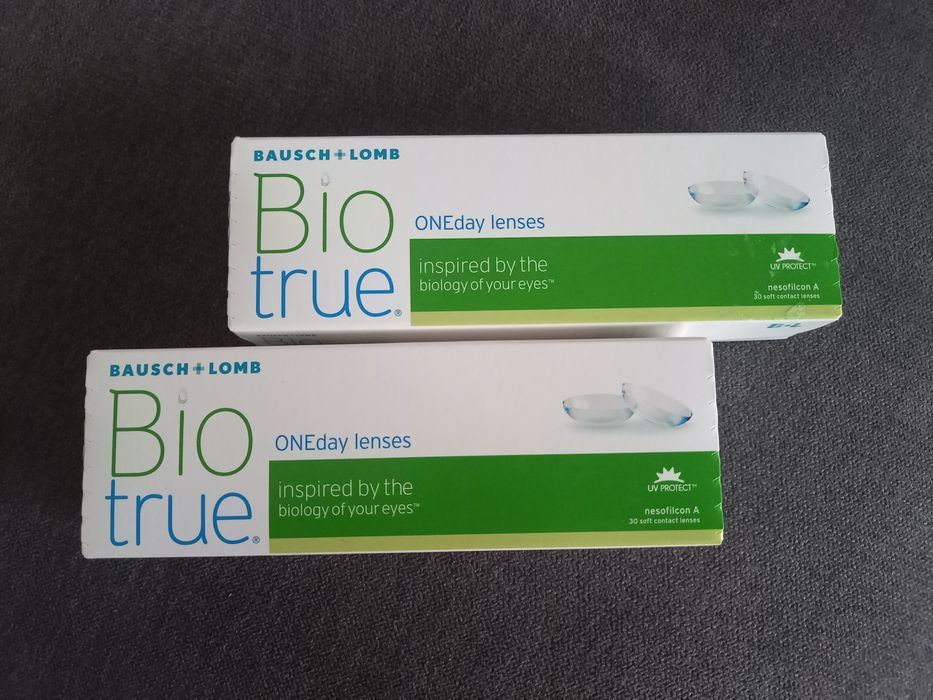 BAUSCH+LOMB
Bio
true®
ONEday lenses
inspired by the
biology of your eyes™
UV PROTECT™
nesofilcon A
30 soft contact lenses
BAUSCH+LOMB
Bio
true®
ONEday lenses
inspired by the
biology of your eyes™
UV PROTECT™
nesofilcon A
30 soft contact lenses